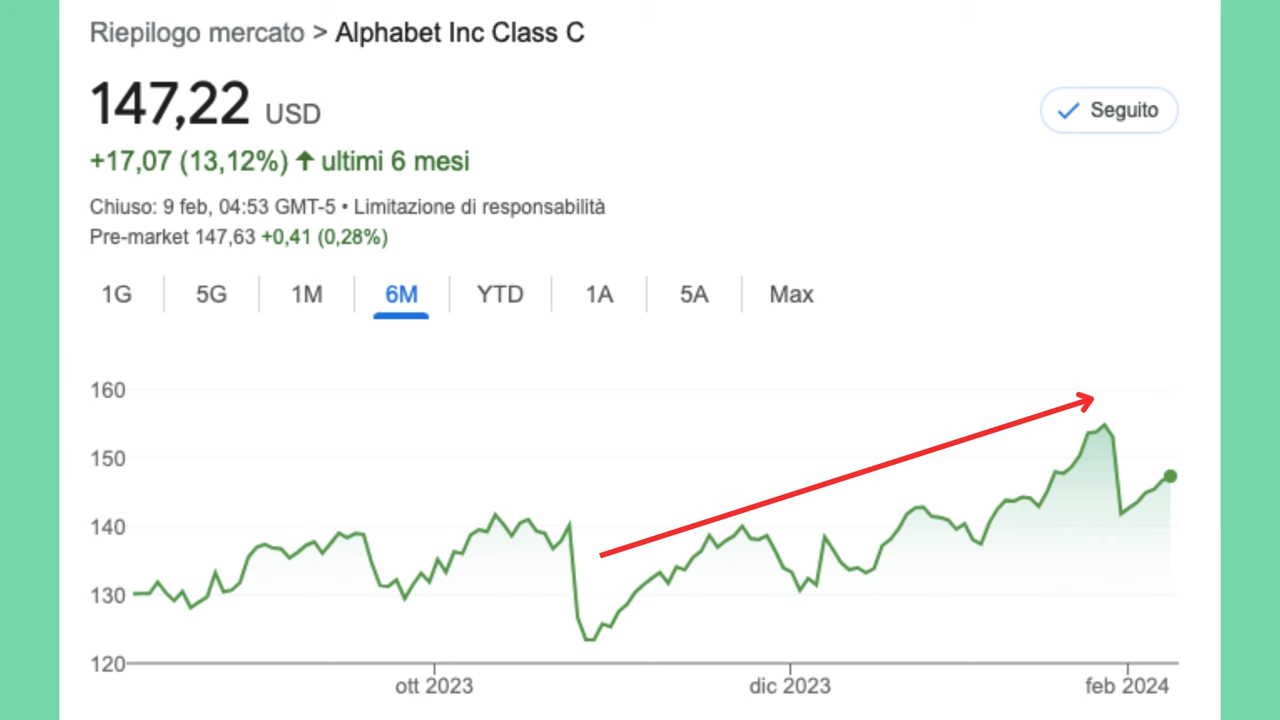 Riepilogo mercato > Alphabet Inc Class C
147,22 USD
Seguito
+17,07 (13,12%) ↑ ultimi 6 mesi
Chiuso: 9 feb, 04:53 GMT-5 • Limitazione di responsabilità
Pre-market 147,63 +0,41 (0,28%)
1G 5G 1M 6M YTD 1A 5A Max
160
150
140
130
120
ott 2023 dic 2023 feb 2024